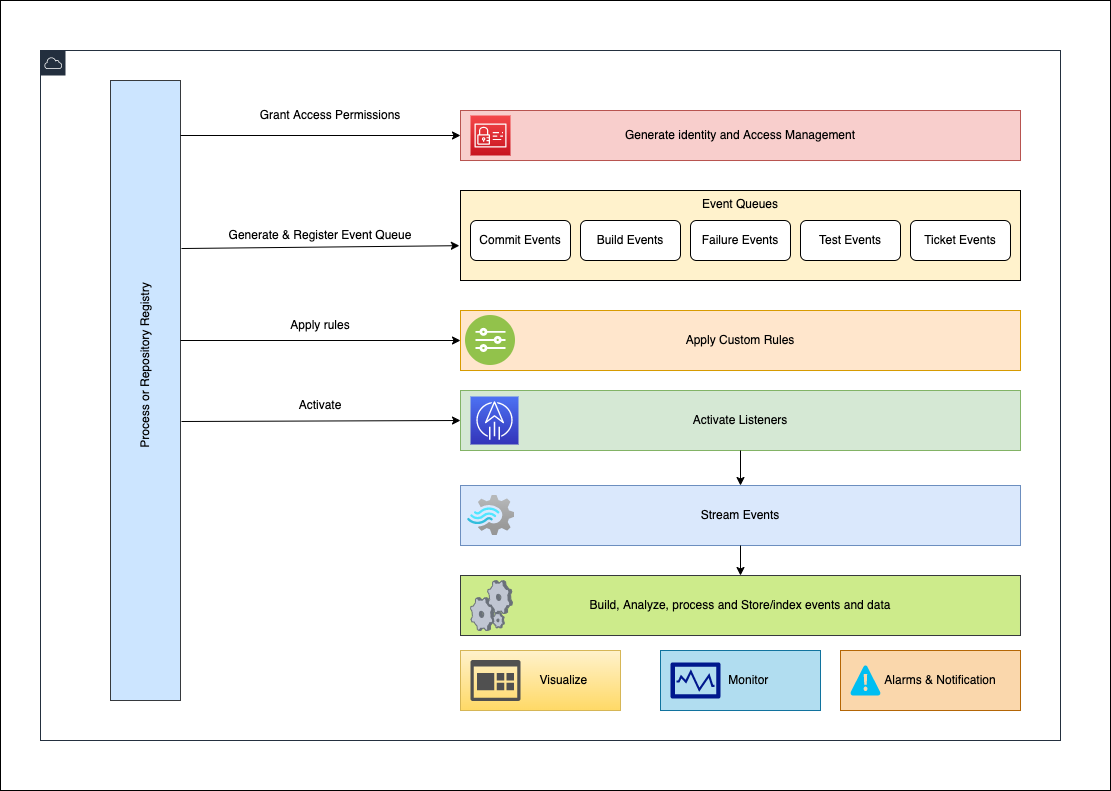 Process or Repository Registry
Grant Access Permissions
Generate identity and Access Management
Generate & Register Event Queue
Event Queues
Commit Events
Build Events
Failure Events
Test Events
Ticket Events
Apply rules
Apply Custom Rules
Activate
Activate Listeners
Stream Events
Build, Analyze, process and Store/index events and data
Visualize
Monitor
Alarms & Notification